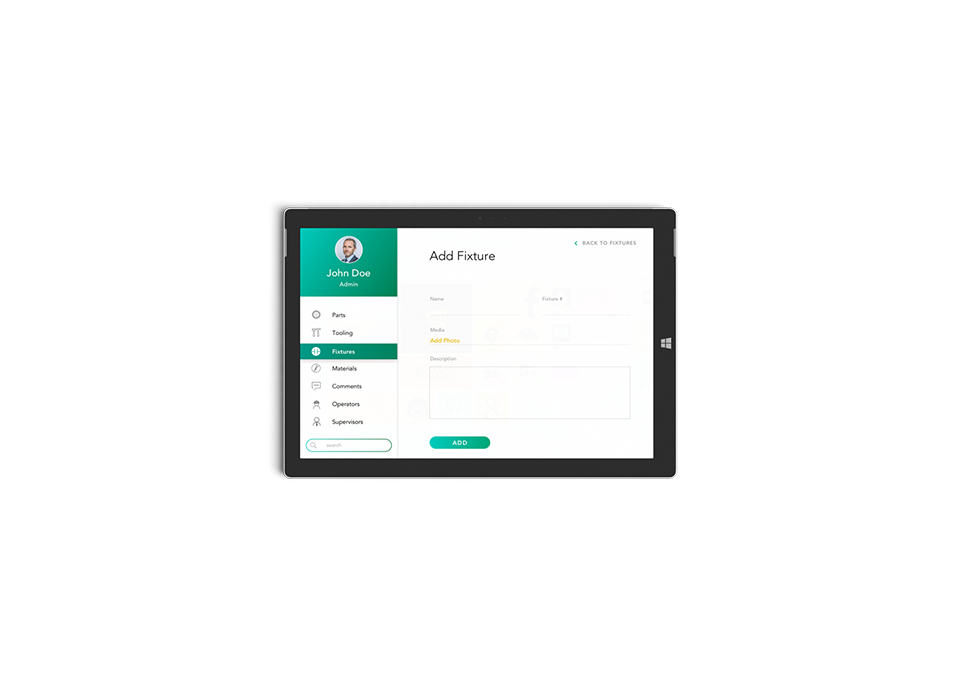 John Doe
Admin
Parts
Tooling
Fixtures
Materials
Comments
Operators
Supervisors
search
BACK TO FIXTURES
Add Fixture
Name
Fixture #
Media
Add Photo
Description
ADD